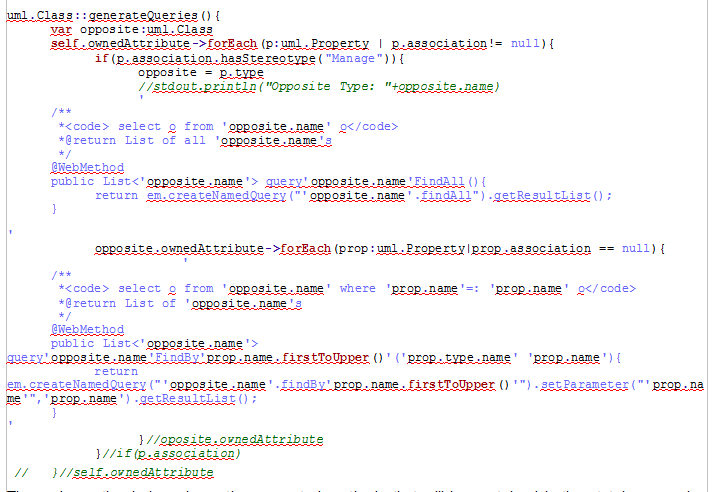 uml.Class::generateQueries(){
var opposite:uml.Class
self.ownedAttribute->forEach(p:uml.Property | p.association!= null){
if(p.association.hasStereotype("Manage")){
opposite = p.type
//stdout.println("Opposite Type: "+opposite.name)
'
/**
*<code> select o from 'opposite.name' o</code>
*@return List of all 'opposite.name's
*/
@WebMethod
public List<'opposite.name'> query'opposite.name'FindAll(){
return em.createNamedQuery("'opposite.name'.findAll").getResultList();
}
'
opposite.ownedAttribute->forEach(prop:uml.Property|prop.association == null){
'
/**
*<code> select o from 'opposite.name' where 'prop.name'=: 'prop.name' o</code>
*@return List of 'opposite.name's
*/
@WebMethod
public List<'opposite.name'>
query'opposite.name'FindBy'prop.name.firstToUpper()'('prop.type.name' 'prop.name'){
return
em.createNamedQuery("'opposite.name'.findBy'prop.name.firstToUpper()'").setParameter("'prop.na
me'",'prop.name').getResultList();
}
'
}//oposite.ownedAttribute
}//if(p.association)
// }//self.ownedAttribute